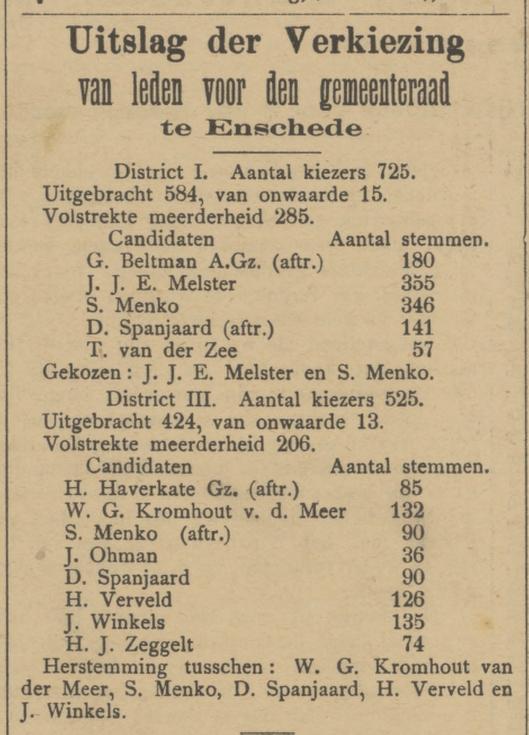 Uitslag der Verkiezing
van leden voor den gemeenteraad
te Enschede
District I. Aantal kiezers 725.
Uitgebracht 584, van onwaarde 15.
Volstrekte meerderheid 285.
Candidaten Aantal stemmen.
G. Beltman A.Gz. (aftr.) 180
J. J. E. Melster 355
S. Menko 346
D. Spanjaard (aftr.) 141
T. van der Zee 57
Gekozen: J. J. E. Melster en S. Menko.
District III. Aantal kiezers 525.
Uitgebracht 424, van onwaarde 13.
Volstrekte meerderheid 206.
Candidaten Aantal stemmen.
H. Haverkate Gz. (aftr.) 85
W. G. Kromhout v. d. Meer 132
S. Menko (aftr.) 90
J. Ohman 36
D. Spanjaard 90
H. Verveld 126
J. Winkels 135
H. J. Zeggelt 74
Herstemming tusschen: W. G. Kromhout van
der Meer, S. Menko, D. Spanjaard, H. Verveld en
J. Winkels.